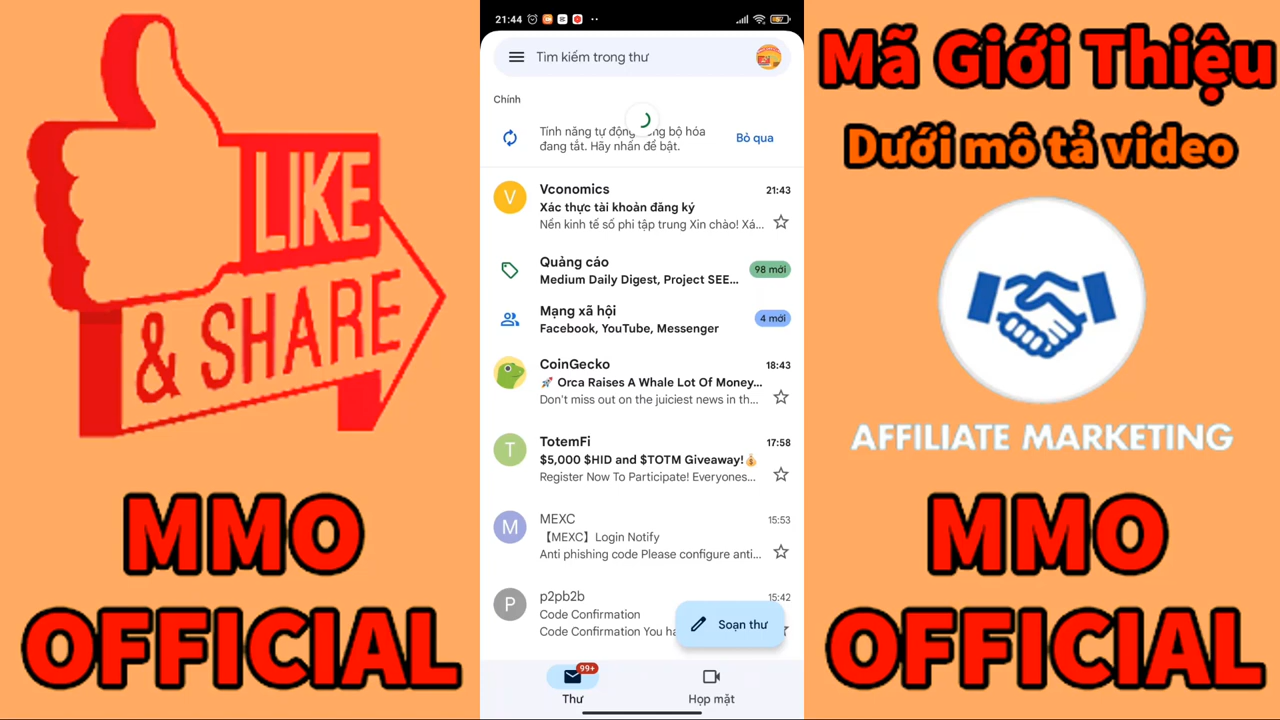 LIKE
& SHARE
MMO
OFFICIAL
21:44
Tìm kiếm trong thư
Chính
Tính năng tự động đồng bộ hóa
đang tắt. Hãy nhấn để bật.
Bỏ qua
V
Vconomics
21:43
Xác thực tài khoản đăng ký
Nền kinh tế số phi tập trung Xin chào! Xá...
Quảng cáo
98 mới
Medium Daily Digest, Project SEE...
Mạng xã hội
4 mới
Facebook, YouTube, Messenger
CoinGecko
18:43
🚀 Orca Raises A Whale Lot Of Money...
Don't miss out on the juiciest news in th...
T
TotemFi
17:58
$5,000 $HID and $TOTM Giveaway!💰
Register Now To Participate! Everyones...
M
MEXC
15:53
【MEXC】Login Notify
Anti phishing code Please configure anti...
P
p2pb2b
15:42
Code Confirmation
Code Confirmation You
Soạn thư
99+
Thư
Họp mặt
Mã Giới Thiệu
Dưới mô tả video
AFFILIATE MARKETING
MMO
OFFICIAL